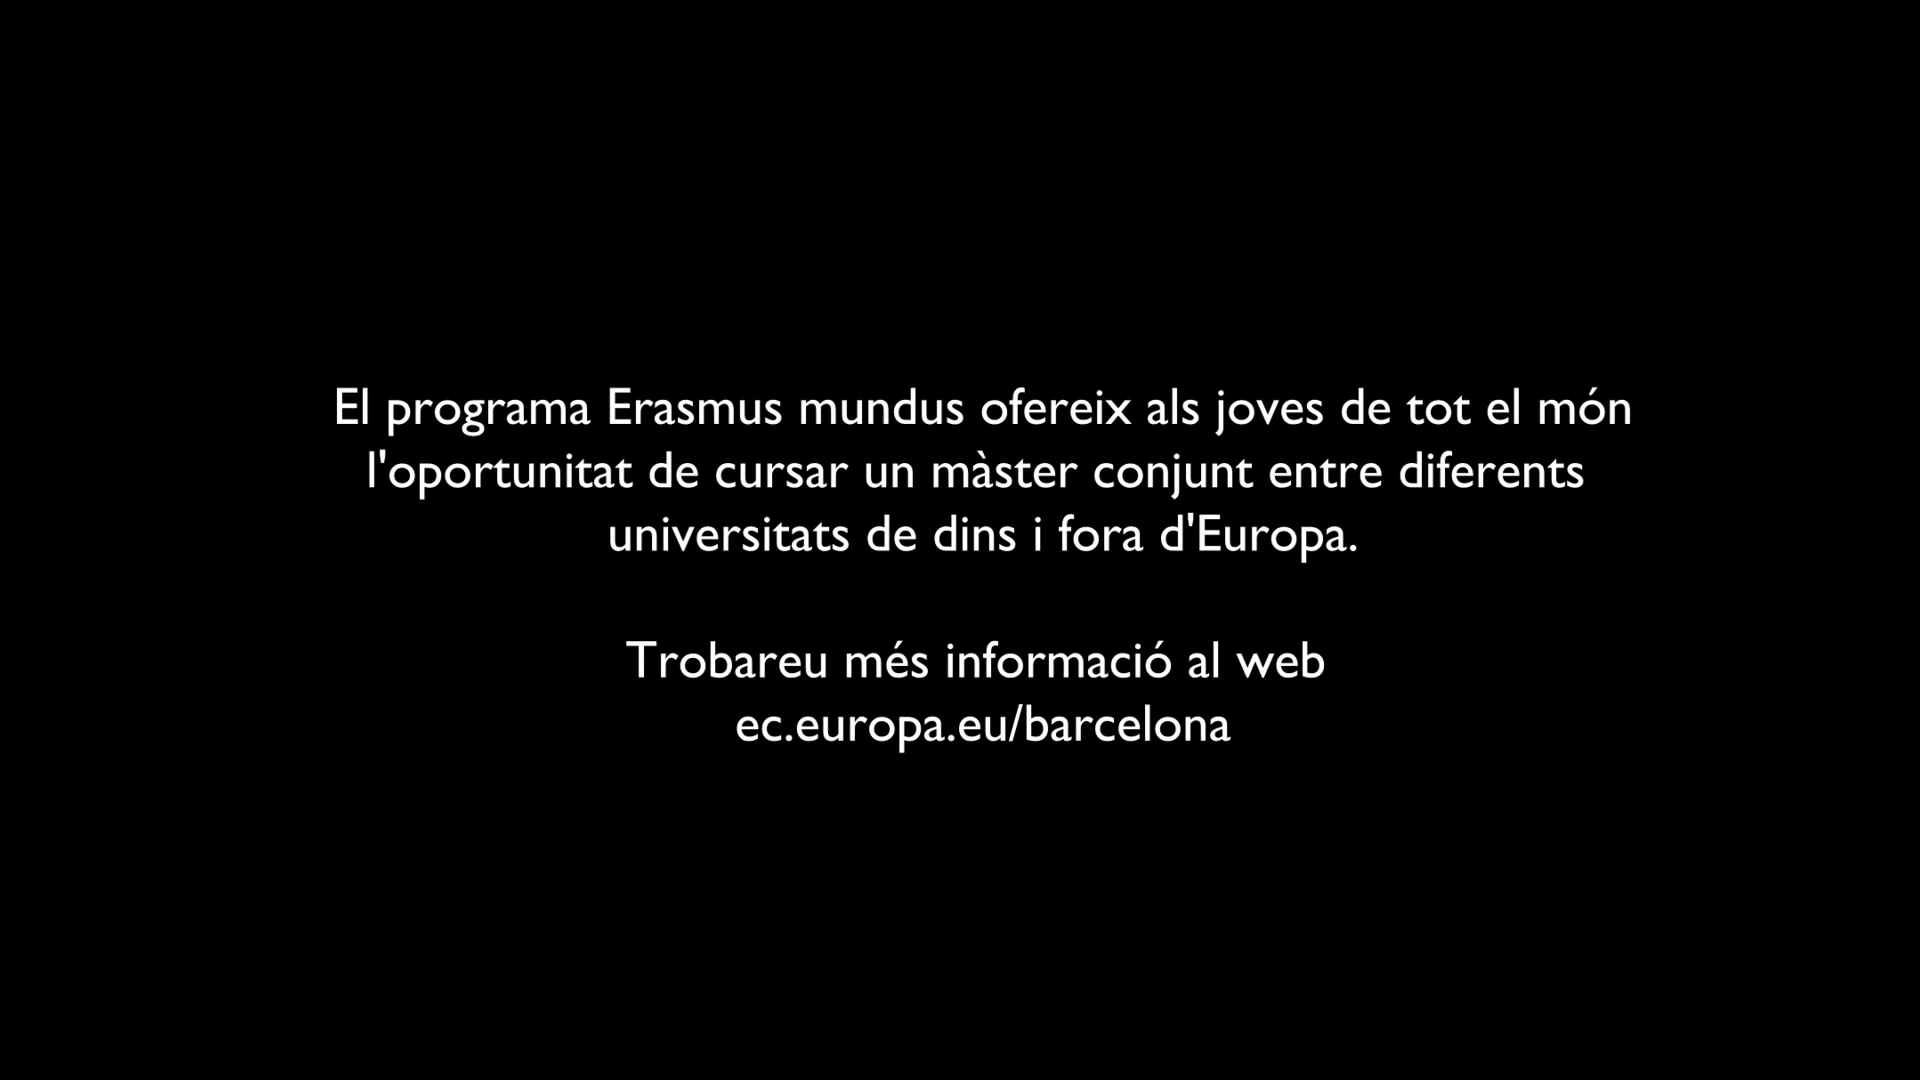 El programa Erasmus mundus ofereix als joves de tot el món
l'oportunitat de cursar un màster conjunt entre diferents
universitats de dins i fora d'Europa.
Trobareu més informació al web
ec.europa.eu/barcelona